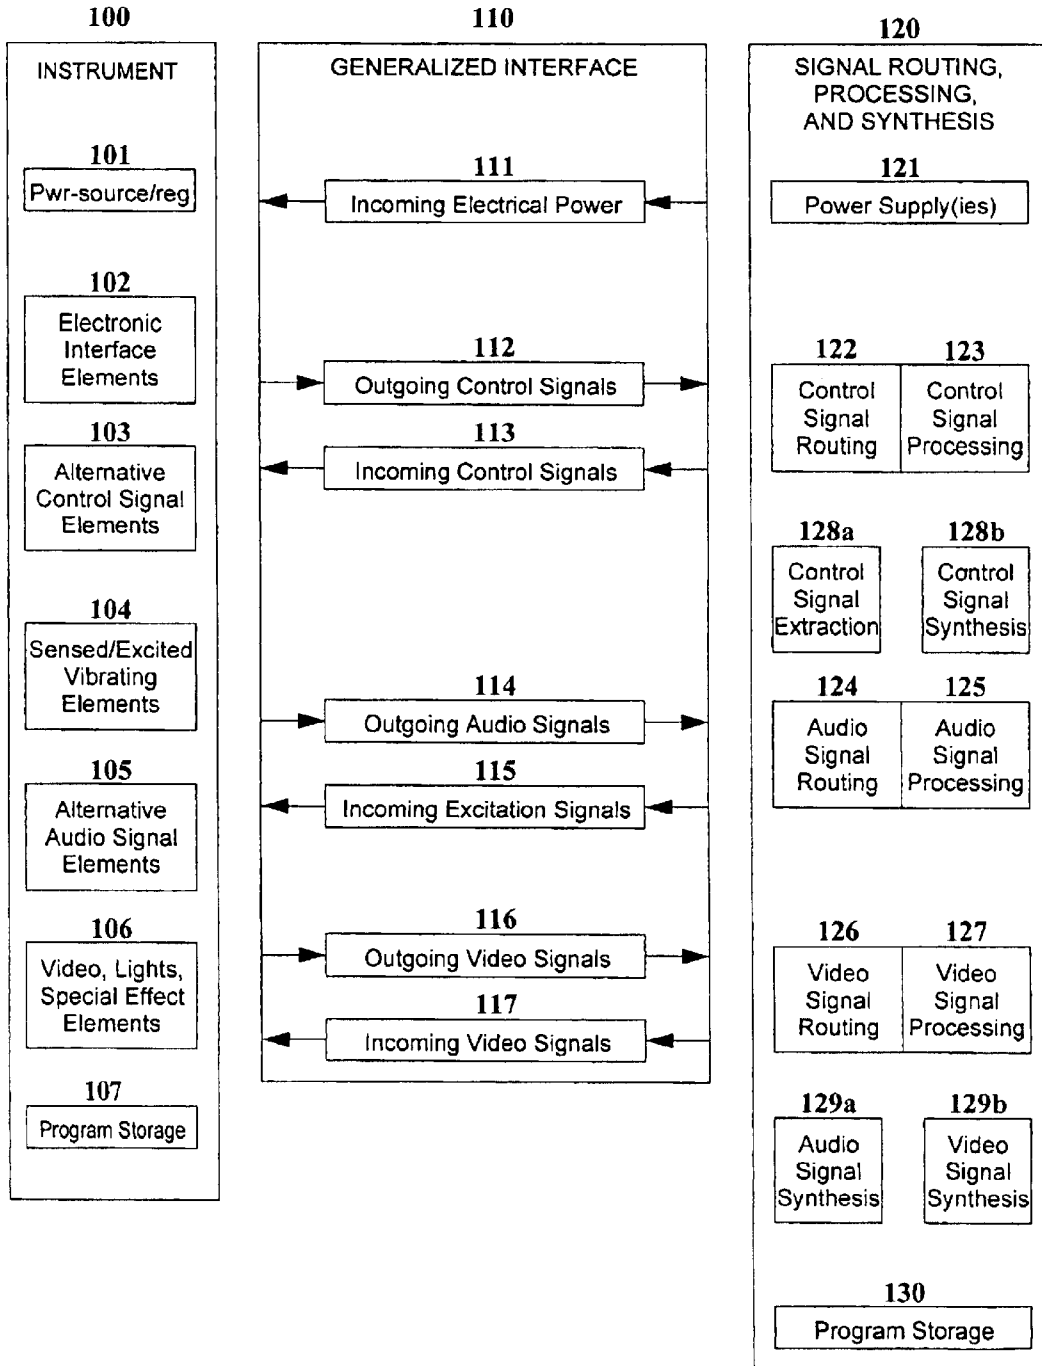 100
INSTRUMENT
101
Pwr-source/reg
102
Electronic
Interface
Elements
103
Alternative
Control Signal
Elements
104
Sensed/Excited
Vibrating
Elements
105
Alternative
Audio Signal
Elements
106
Video, Lights,
Special Effect
Elements
107
Program Storage
110
GENERALIZED INTERFACE
111
Incoming Electrical Power
112
Outgoing Control Signals
113
Incoming Control Signals
114
Outgoing Audio Signals
115
Incoming Excitation Signals
116
Outgoing Video Signals
117
Incoming Video Signals
120
SIGNAL ROUTING,
PROCESSING,
AND SYNTHESIS
121
Power Supply(ies)
122
Control
Signal
Routing
123
Control
Signal
Processing
128a
Control
Signal
Extraction
128b
Control
Signal
Synthesis
124
Audio
Signal
Routing
125
Audio
Signal
Processing
126
Video
Signal
Routing
127
Video
Signal
Processing
129a
Audio
Signal
Synthesis
129b
Video
Signal
Synthesis
130
Program Storage